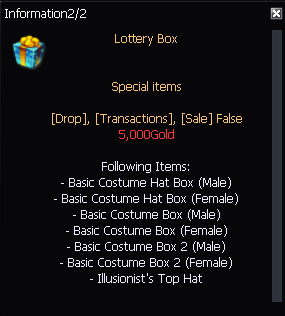 Information2/2
Lottery Box
Special items
[Drop], [Transactions], [Sale] False
5,000Gold
Following Items:
- Basic Costume Hat Box (Male)
- Basic Costume Hat Box (Female)
- Basic Costume Box (Male)
- Basic Costume Box (Female)
- Basic Costume Box 2 (Male)
- Basic Costume Box 2 (Female)
- Illusionist's Top Hat